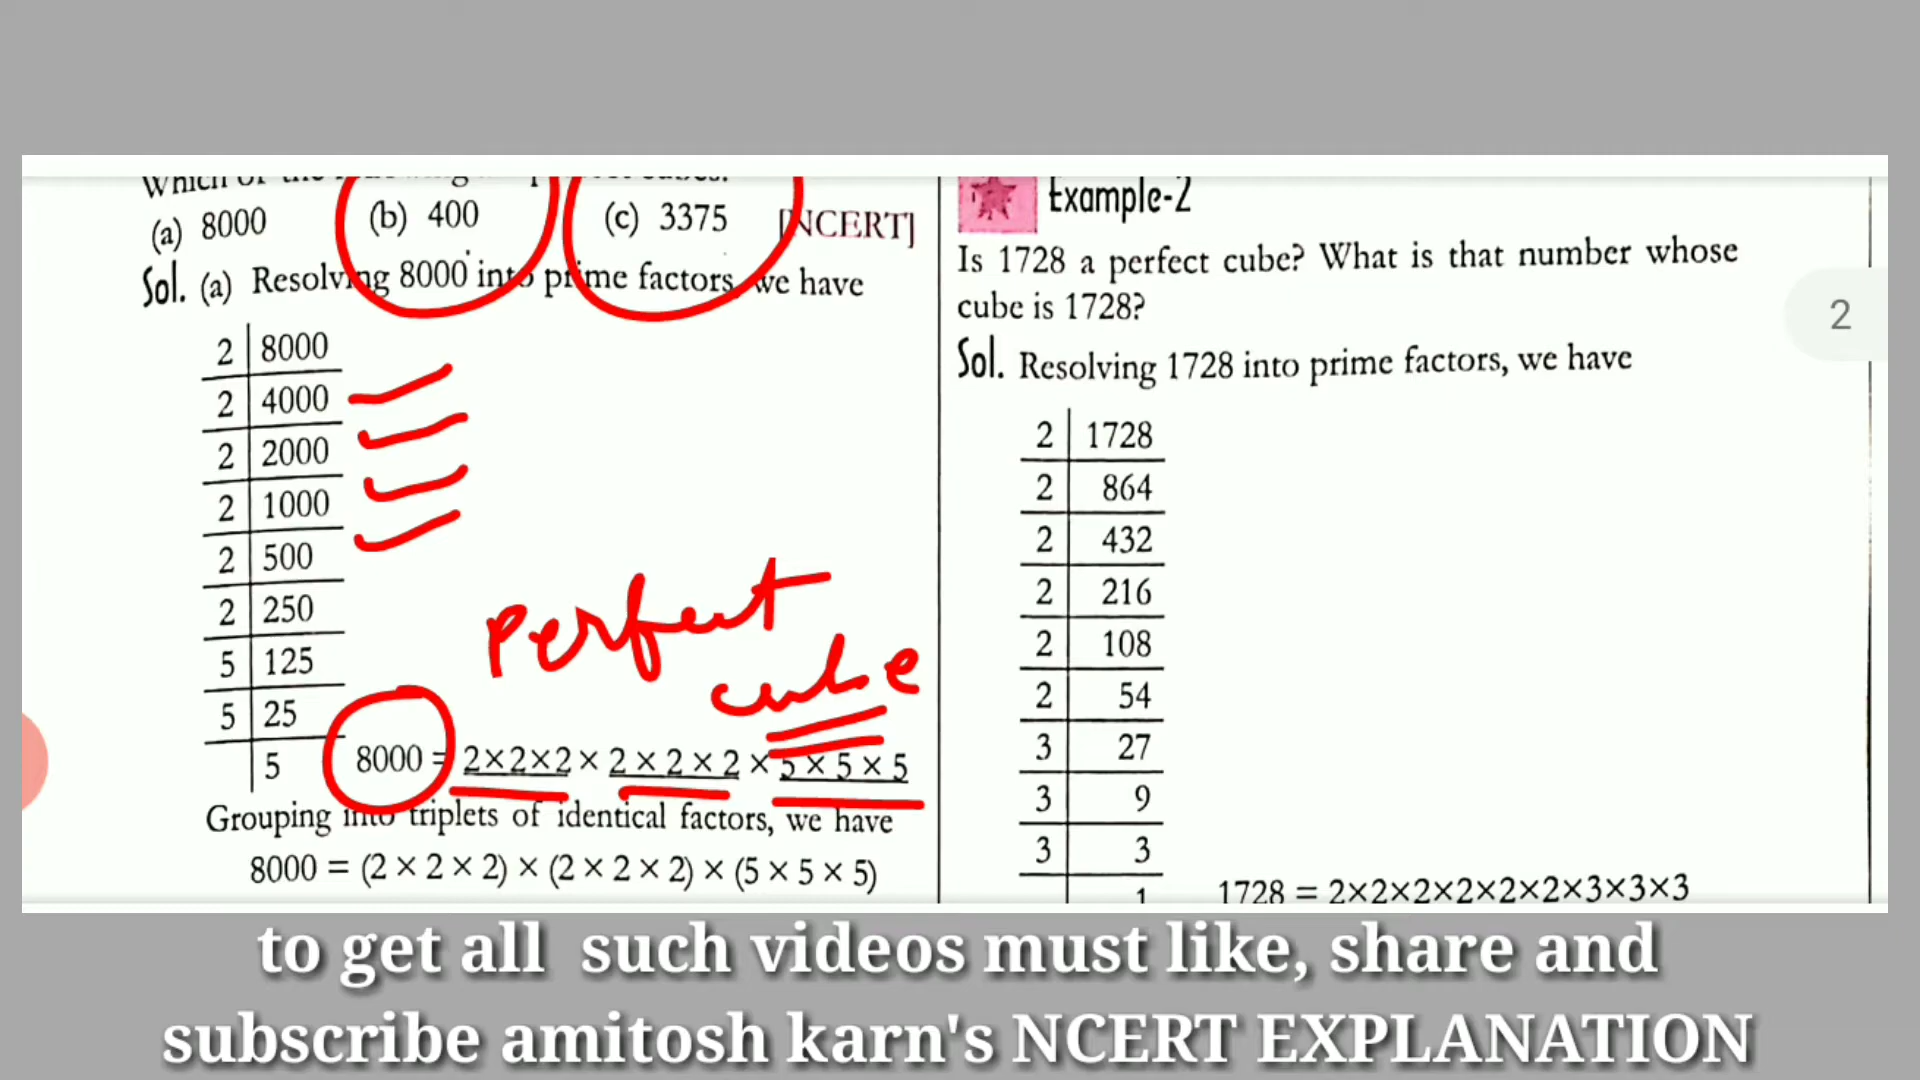 (a) 8000 (b) 400 (c) 3375 [NCERT]
Sol. (a) Resolving 8000 into prime factors, we have
2 8000
2 4000
2 2000
2 1000
2 500
2 250
5 125
5 25
5
perfect
cube
8000 = 2×2×2 × 2 × 2 × 2 × 5 × 5 × 5
Grouping into triplets of identical factors, we have
8000 = (2 × 2 × 2) × (2 × 2 × 2) × (5 × 5 × 5)
Example-2
Is 1728 a perfect cube? What is that number whose
cube is 1728?
2
Sol. Resolving 1728 into prime factors, we have
2 1728
2 864
2 432
2 216
2 108
2 54
3 27
3 9
3 3
1
1728 = 2×2×2×2×2×2×3×3×3
to get all such videos must like, share and
subscribe amitosh karn's NCERT EXPLANATION